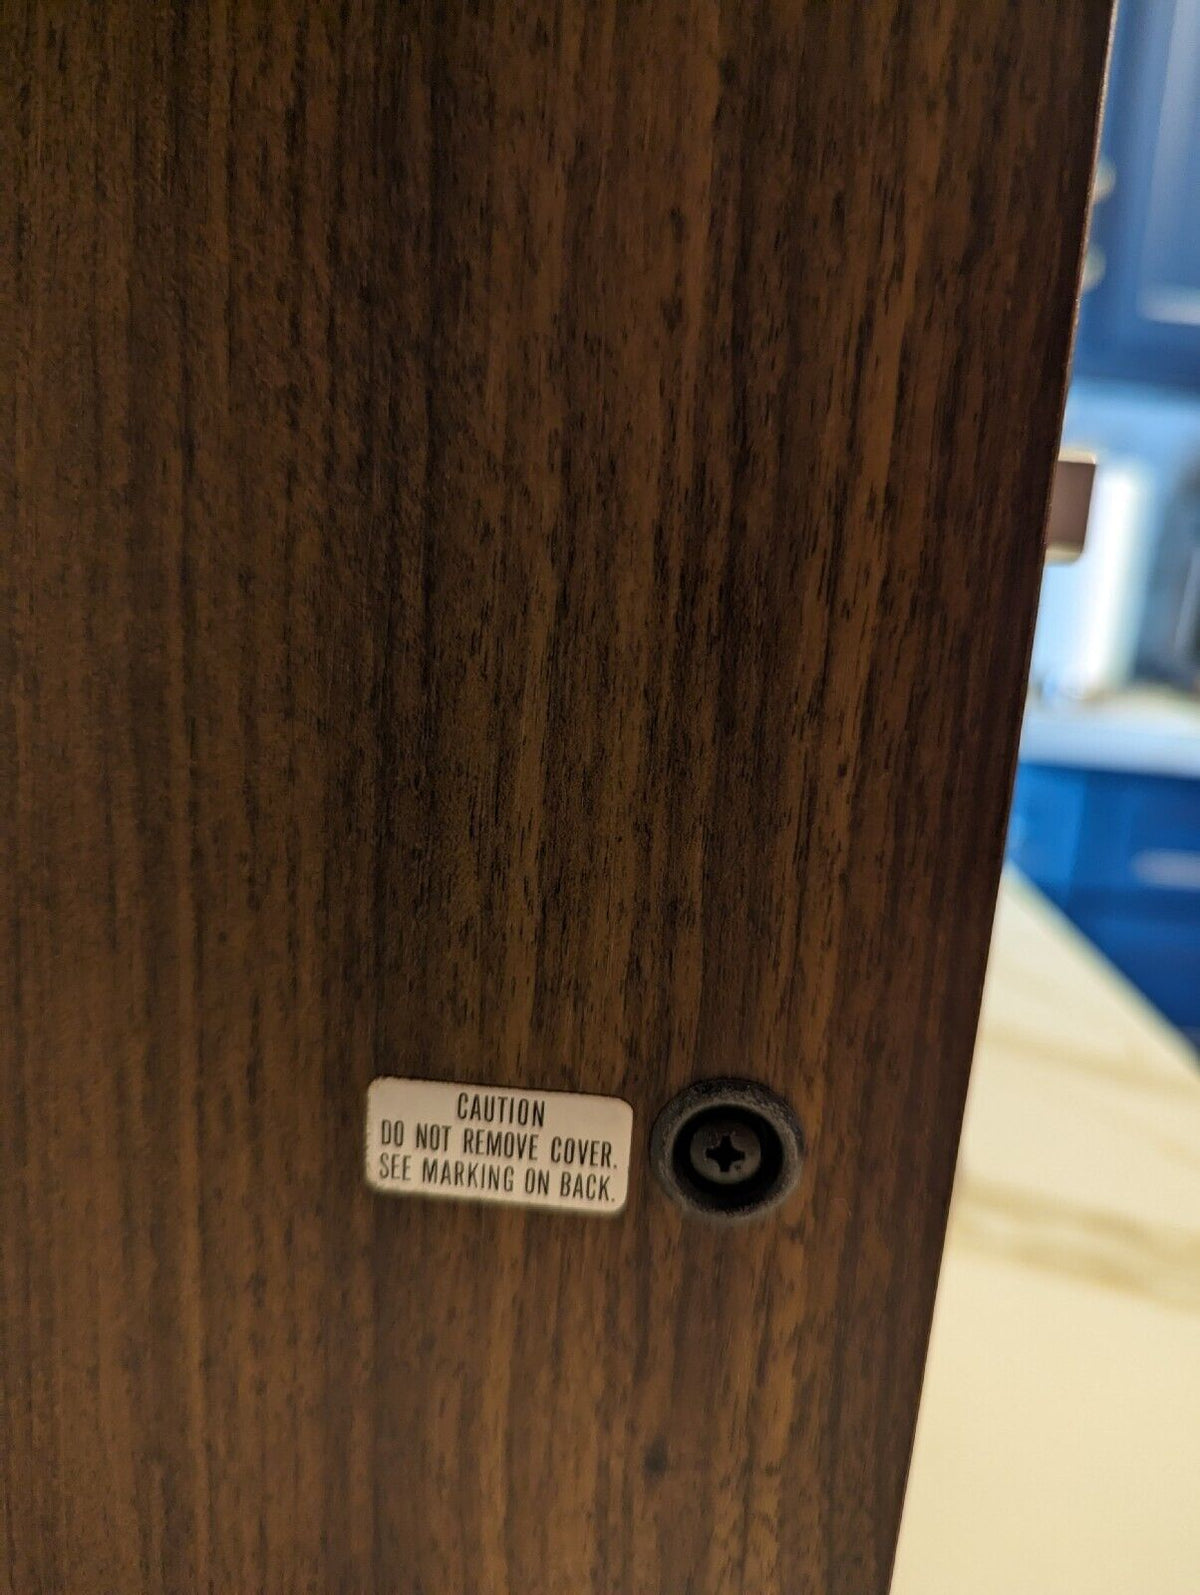 CAUTION
DO NOT REMOVE COVER.
SEE MARKING ON BACK.